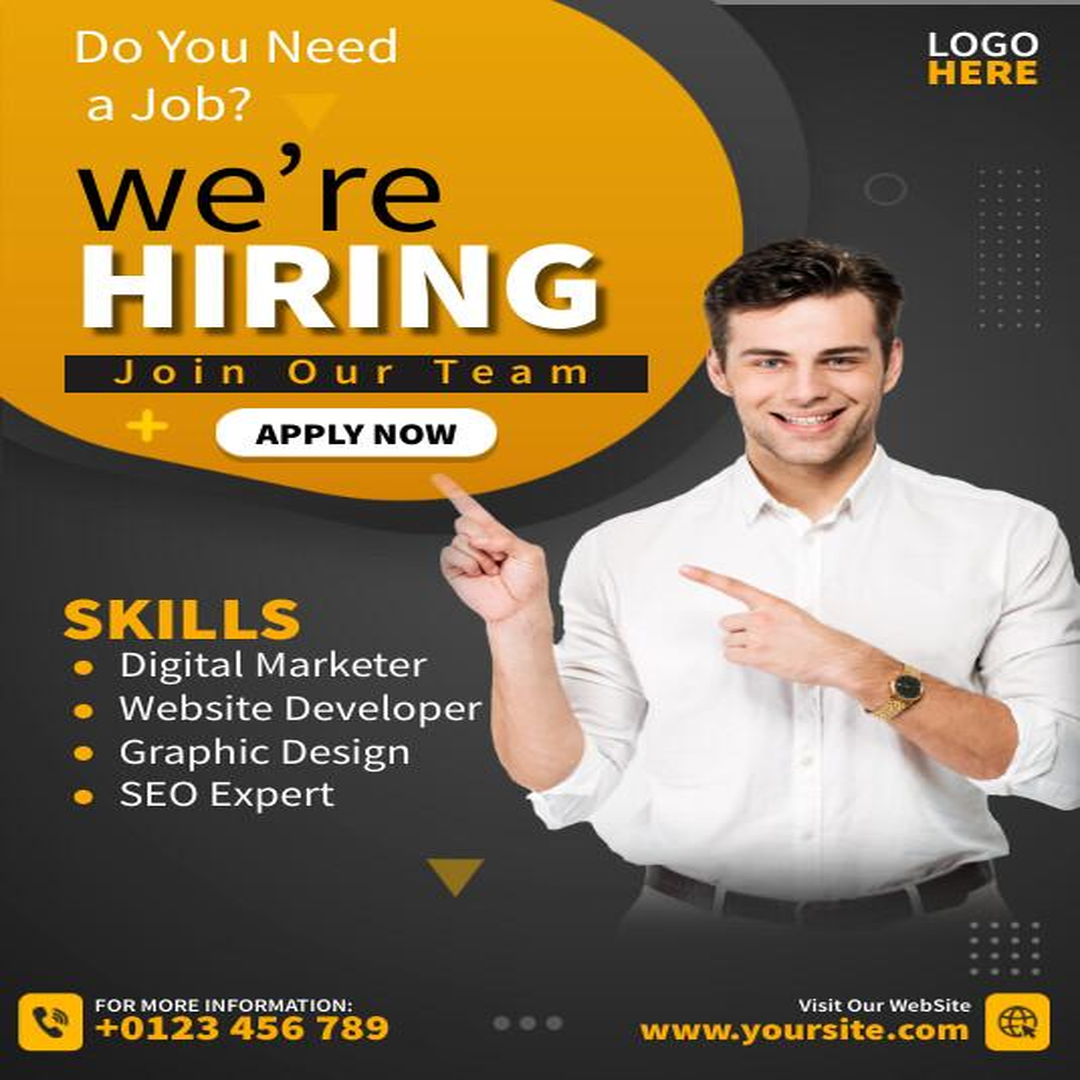 Do You Need
a Job?
we’re
HIRING
Join Our Team
APPLY NOW
LOGO
HERE
SKILLS
Digital Marketer
Website Developer
Graphic Design
SEO Expert
FOR MORE INFORMATION:
+0123 456 789
Visit Our WebSite
www.yoursite.com